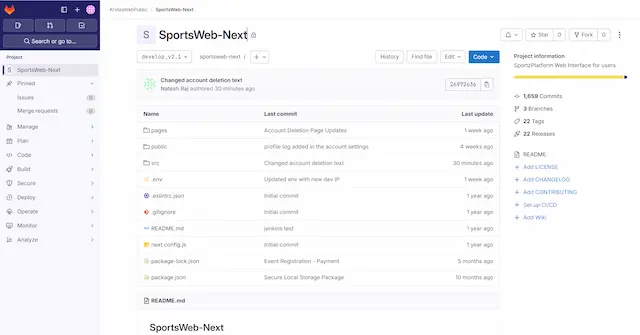 KridasWebPublic › SportsWeb-Next
Search or go to...
Project
S SportsWeb-Next
Pinned
Issues 0
Merge requests 0
Manage
Plan
Code
Build
Secure
Deploy
Operate
Monitor
Analyze
S SportsWeb-Next
Star 0 Fork 0
develop_v2.1 sportsweb-next / + History Find file Edit Code
Changed account deletion text
Natesh Raj authored 30 minutes ago
26972636
Name Last commit Last update
pages Account Deletion Page Updates 1 week ago
public profile log added in the account settings 4 weeks ago
src Changed account deletion text 30 minutes ago
.env Updated env with new dev IP 1 week ago
.eslintrc.json Initial commit 1 year ago
.gitignore Initial commit 1 year ago
README.md jenkins test 1 year ago
next.config.js Initial commit 1 year ago
package-lock.json Event Registration - Payment 5 months ago
package.json Secure Local Storage Package 10 months ago
README.md
SportsWeb-Next
Project information
SportzPlatform Web Interface for users
1,659 Commits
3 Branches
22 Tags
22 Releases
README
+ Add LICENSE
+ Add CHANGELOG
+ Add CONTRIBUTING
+ Set up CI/CD
+ Add Wiki